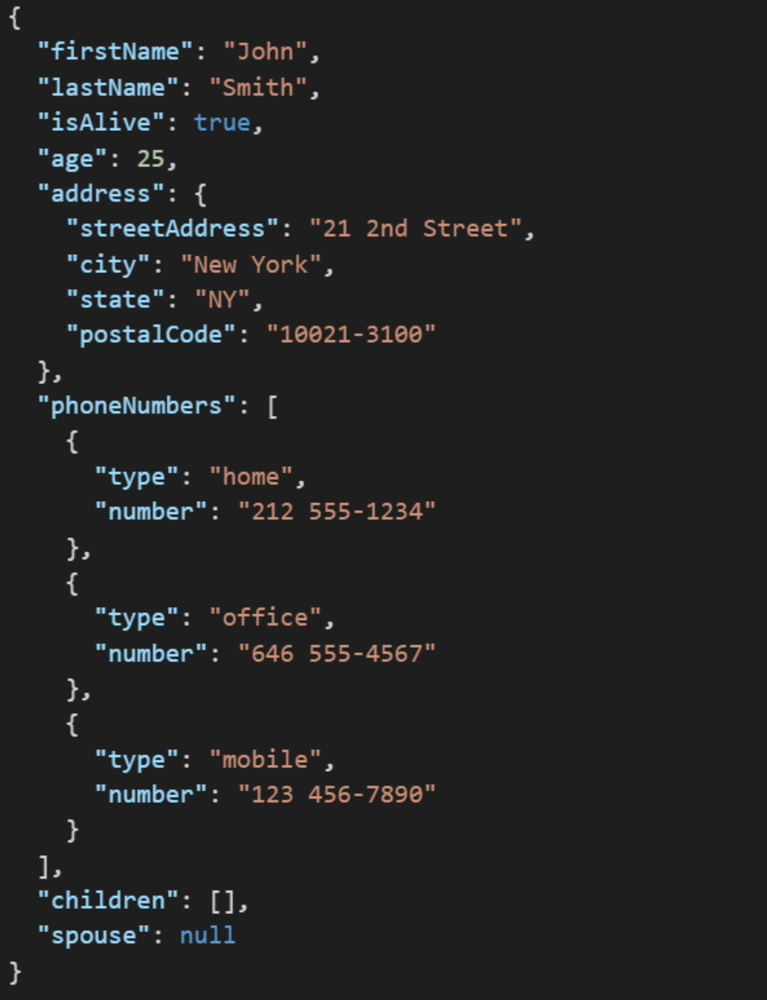 {
  "firstName": "John",
  "lastName": "Smith",
  "isAlive": true,
  "age": 25,
  "address": {
    "streetAddress": "21 2nd Street",
    "city": "New York",
    "state": "NY",
    "postalCode": "10021-3100"
  },
  "phoneNumbers": [
    {
      "type": "home",
      "number": "212 555-1234"
    },
    {
      "type": "office",
      "number": "646 555-4567"
    },
    {
      "type": "mobile",
      "number": "123 456-7890"
    }
  ],
  "children": [],
  "spouse": null
}